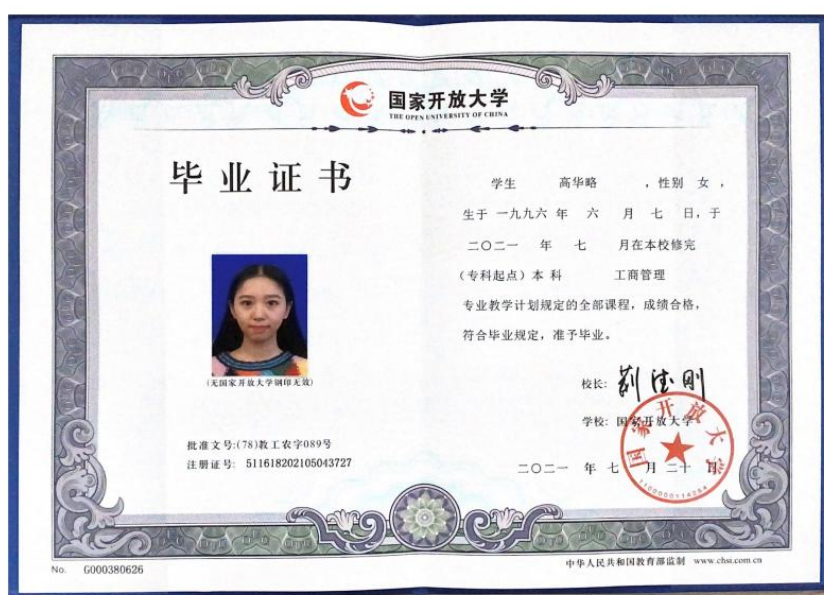 国家开放大学
THE OPEN UNIVERSITY OF CHINA
毕业证书
(无国家开放大学钢印无效)
批准文号:(78)教工农字089号
注册证号: 511618202105043727
学生 高华略 ，性别 女 ，
生于 一九九六 年 六 月 七 日，于
二〇二一 年 七 月在本校修完
（专科起点）本科 工商管理
专业教学计划规定的全部课程，成绩合格，
符合毕业规定，准予毕业。
校长: 荆德刚
学校: 国家开放大学
二〇二一 年 七 月 二十 日
国家开放大学
No. G000380626
中华人民共和国教育部监制 www.chsi.com.cn